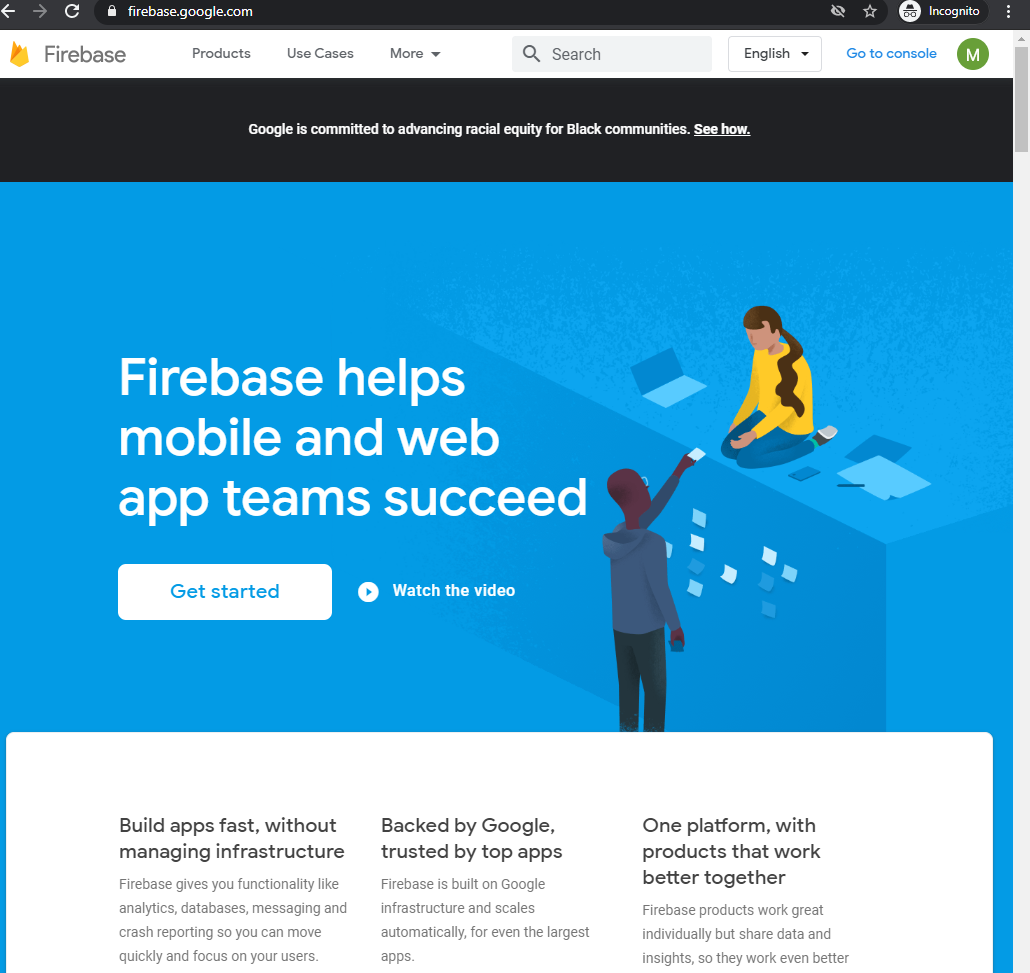 firebase.google.com
Incognito
Firebase
Products
Use Cases
More
Search
English
Go to console
M
Google is committed to advancing racial equity for Black communities. See how.
Firebase helps
mobile and web
app teams succeed
Get started
Watch the video
Build apps fast, without
managing infrastructure
Firebase gives you functionality like
analytics, databases, messaging and
crash reporting so you can move
quickly and focus on your users.
Backed by Google,
trusted by top apps
Firebase is built on Google
infrastructure and scales
automatically, for even the largest
apps.
One platform, with
products that work
better together
Firebase products work great
individually but share data and
insights, so they work even better